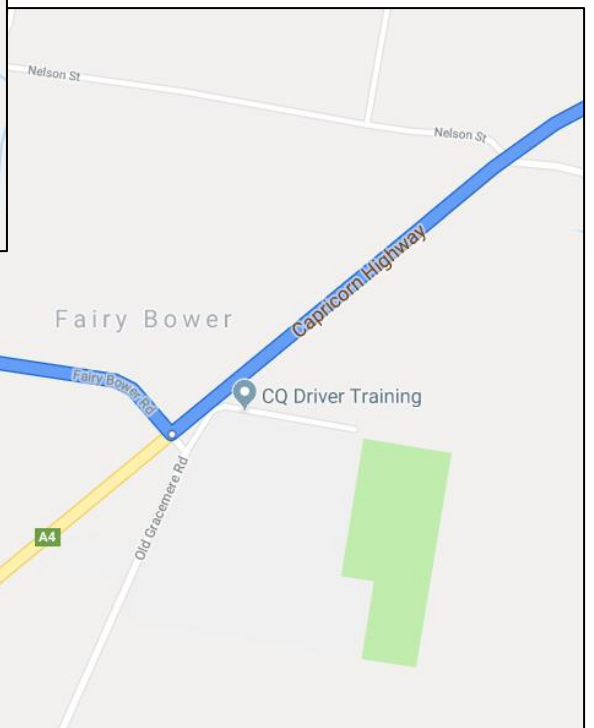 Nelson St
Nelson St
Capricorn Highway
Fairy Bower
Fairy Bower Rd
CQ Driver Training
Old Gracemere Rd
A4